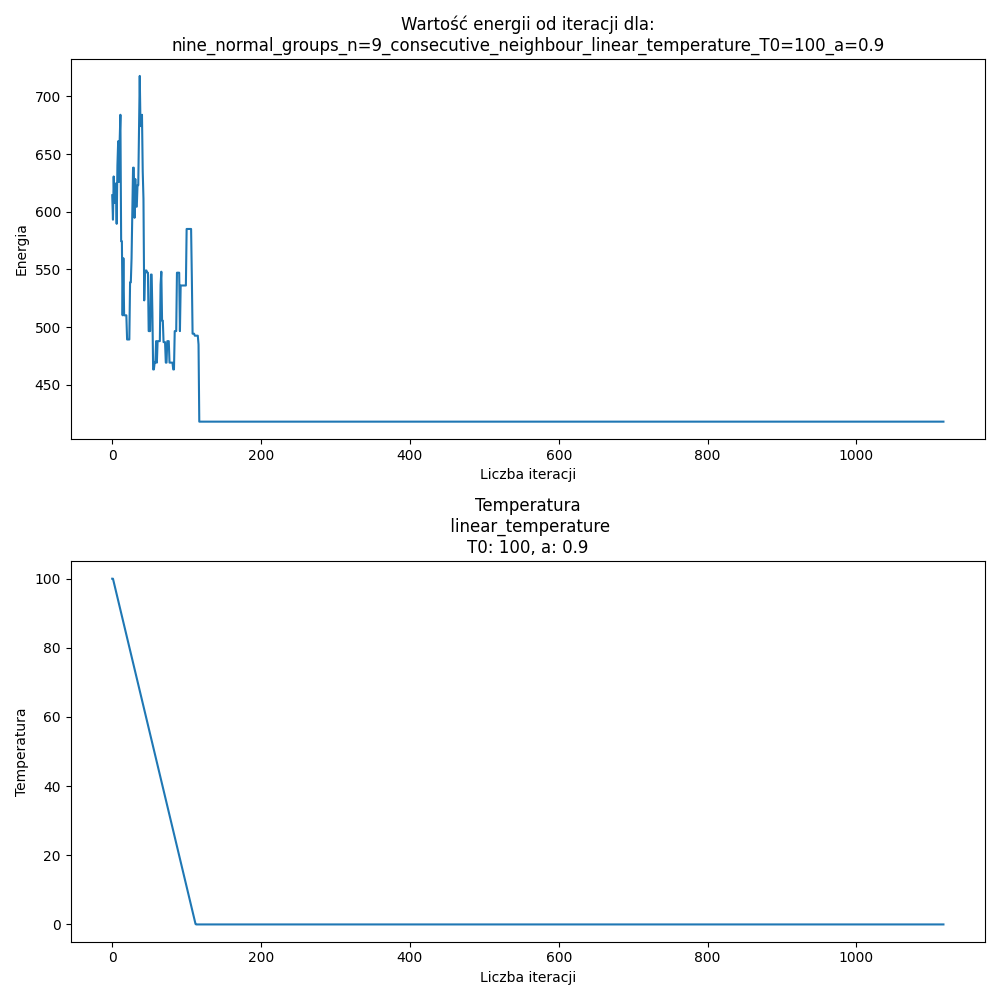 Wartość energii od iteracji dla:
nine_normal_groups_n=9_consecutive_neighbour_linear_temperature_T0=100_a=0.9
700
650
600
550
500
450
Energia
0 200 400 600 800 1000
Liczba iteracji
Temperatura
linear_temperature
T0: 100, a: 0.9
100
80
60
40
20
0
Temperatura
0 200 400 600 800 1000
Liczba iteracji